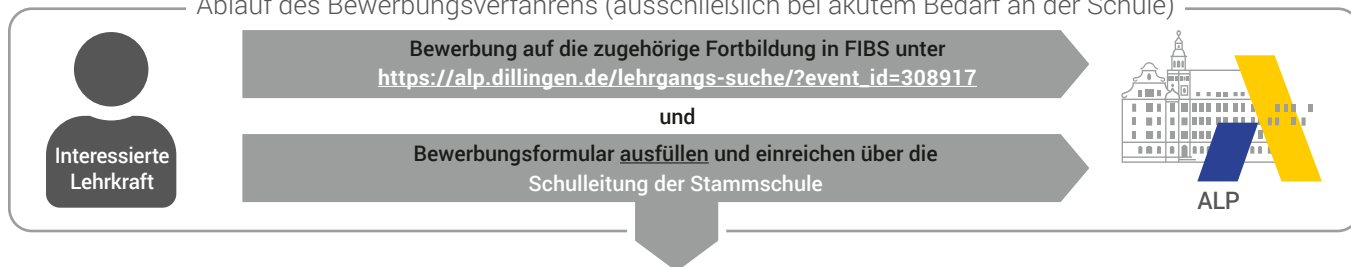 Ablauf des Bewerbungsverfahrens (ausschließlich bei akutem Bedarf an der Schule)
Bewerbung auf die zugehörige Fortbildung in FIBS unter
https://alp.dillingen.de/lehrgangs-suche/?event_id=308917
und
Interessierte
Lehrkraft
Bewerbungsformular ausfüllen und einreichen über die
Schulleitung der Stammschule
ALP